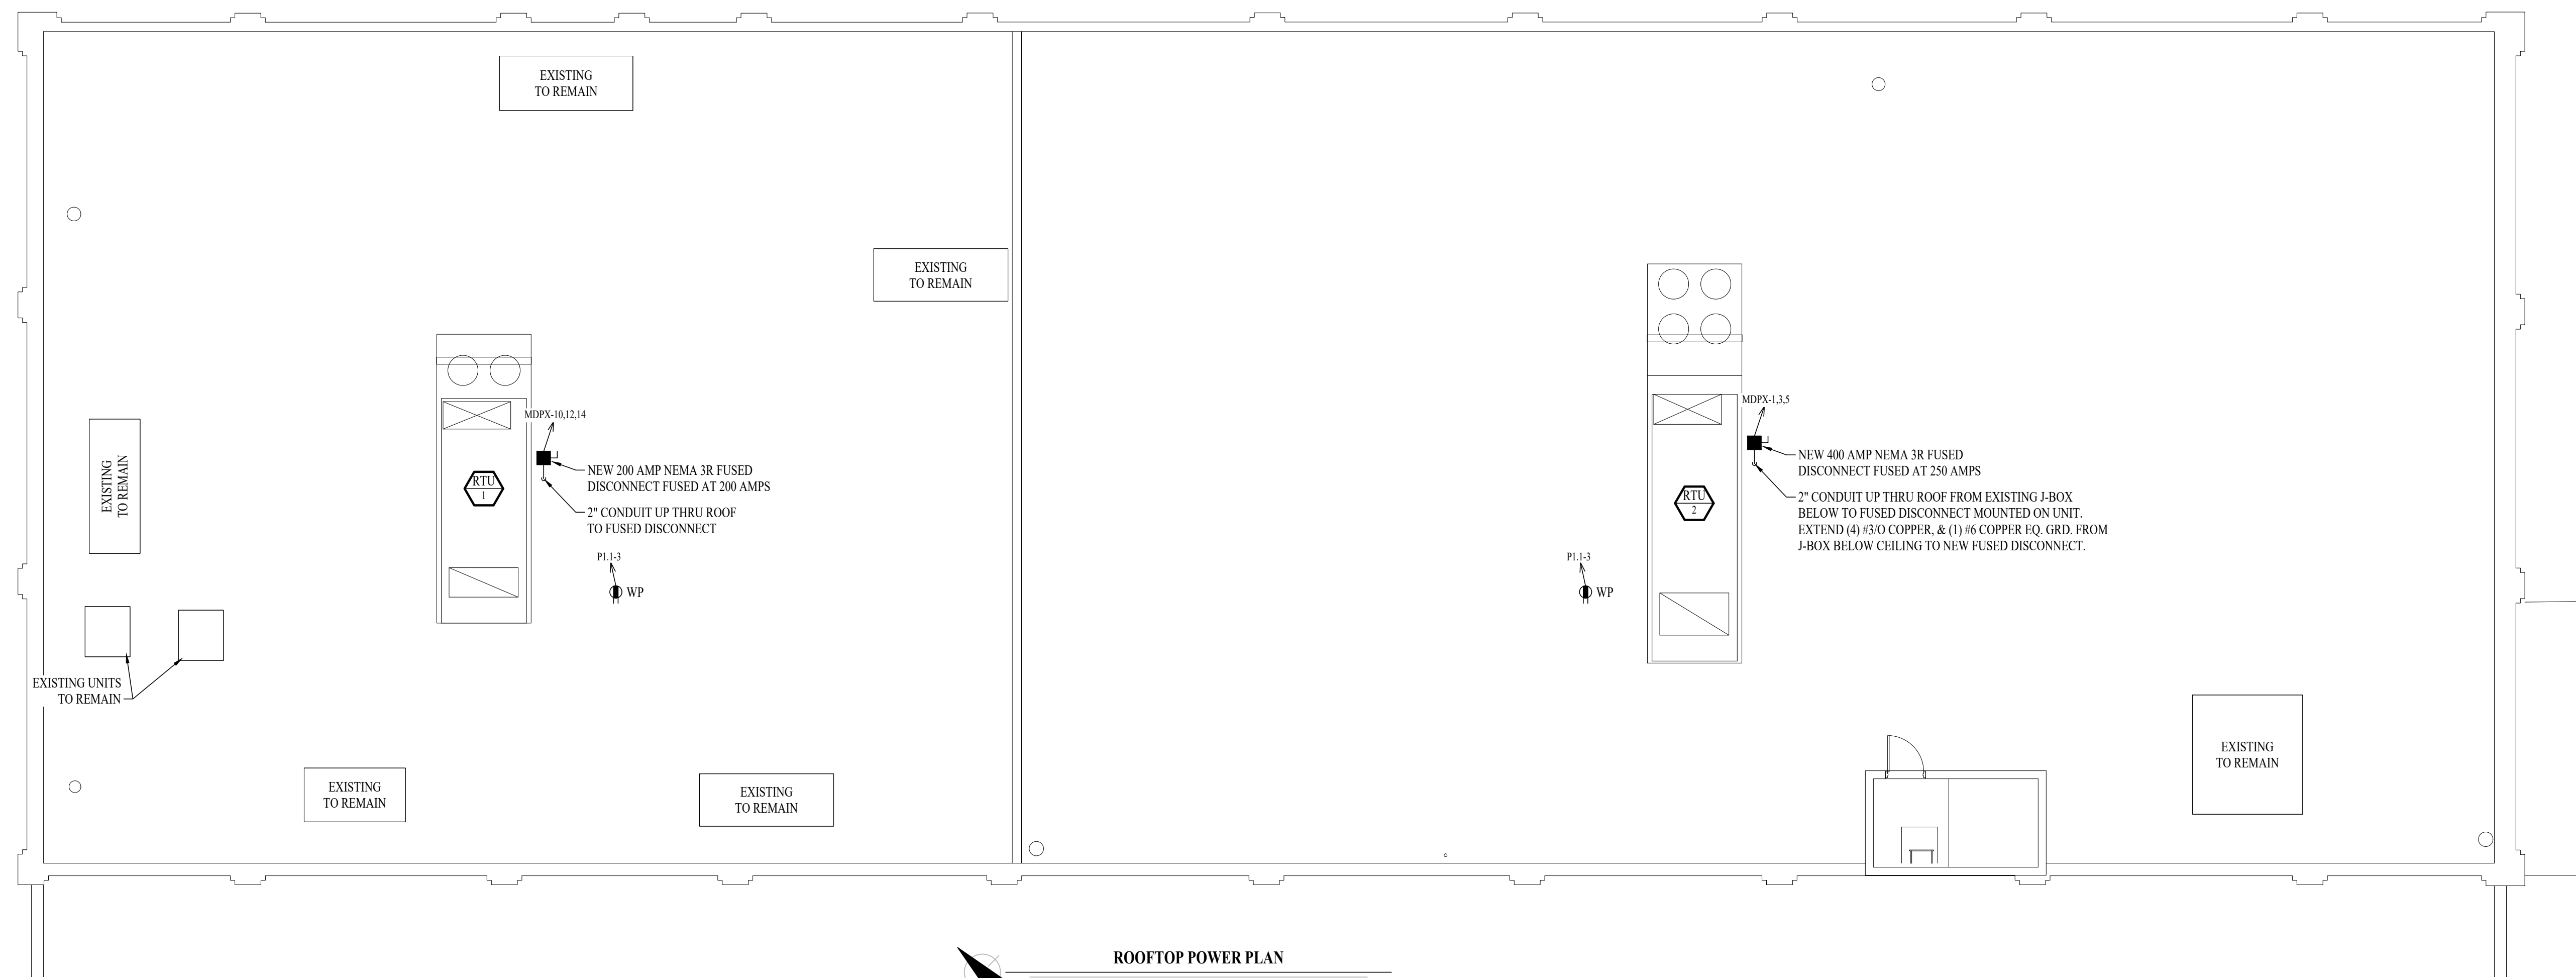 EXISTING
TO REMAIN
EXISTING
TO REMAIN
MDPX-10,12,14
NEW 200 AMP NEMA 3R FUSED
DISCONNECT FUSED AT 200 AMPS
2" CONDUIT UP THRU ROOF
TO FUSED DISCONNECT
RTU
1
P1.1-3
WP
EXISTING
TO REMAIN
EXISTING UNITS
TO REMAIN
EXISTING
TO REMAIN
EXISTING
TO REMAIN
MDPX-1,3,5
NEW 400 AMP NEMA 3R FUSED
DISCONNECT FUSED AT 250 AMPS
2" CONDUIT UP THRU ROOF FROM EXISTING J-BOX
BELOW TO FUSED DISCONNECT MOUNTED ON UNIT.
EXTEND (4) #3/O COPPER, & (1) #6 COPPER EQ. GRD. FROM
J-BOX BELOW CEILING TO NEW FUSED DISCONNECT.
RTU
2
P1.1-3
WP
EXISTING
TO REMAIN
ROOFTOP POWER PLAN